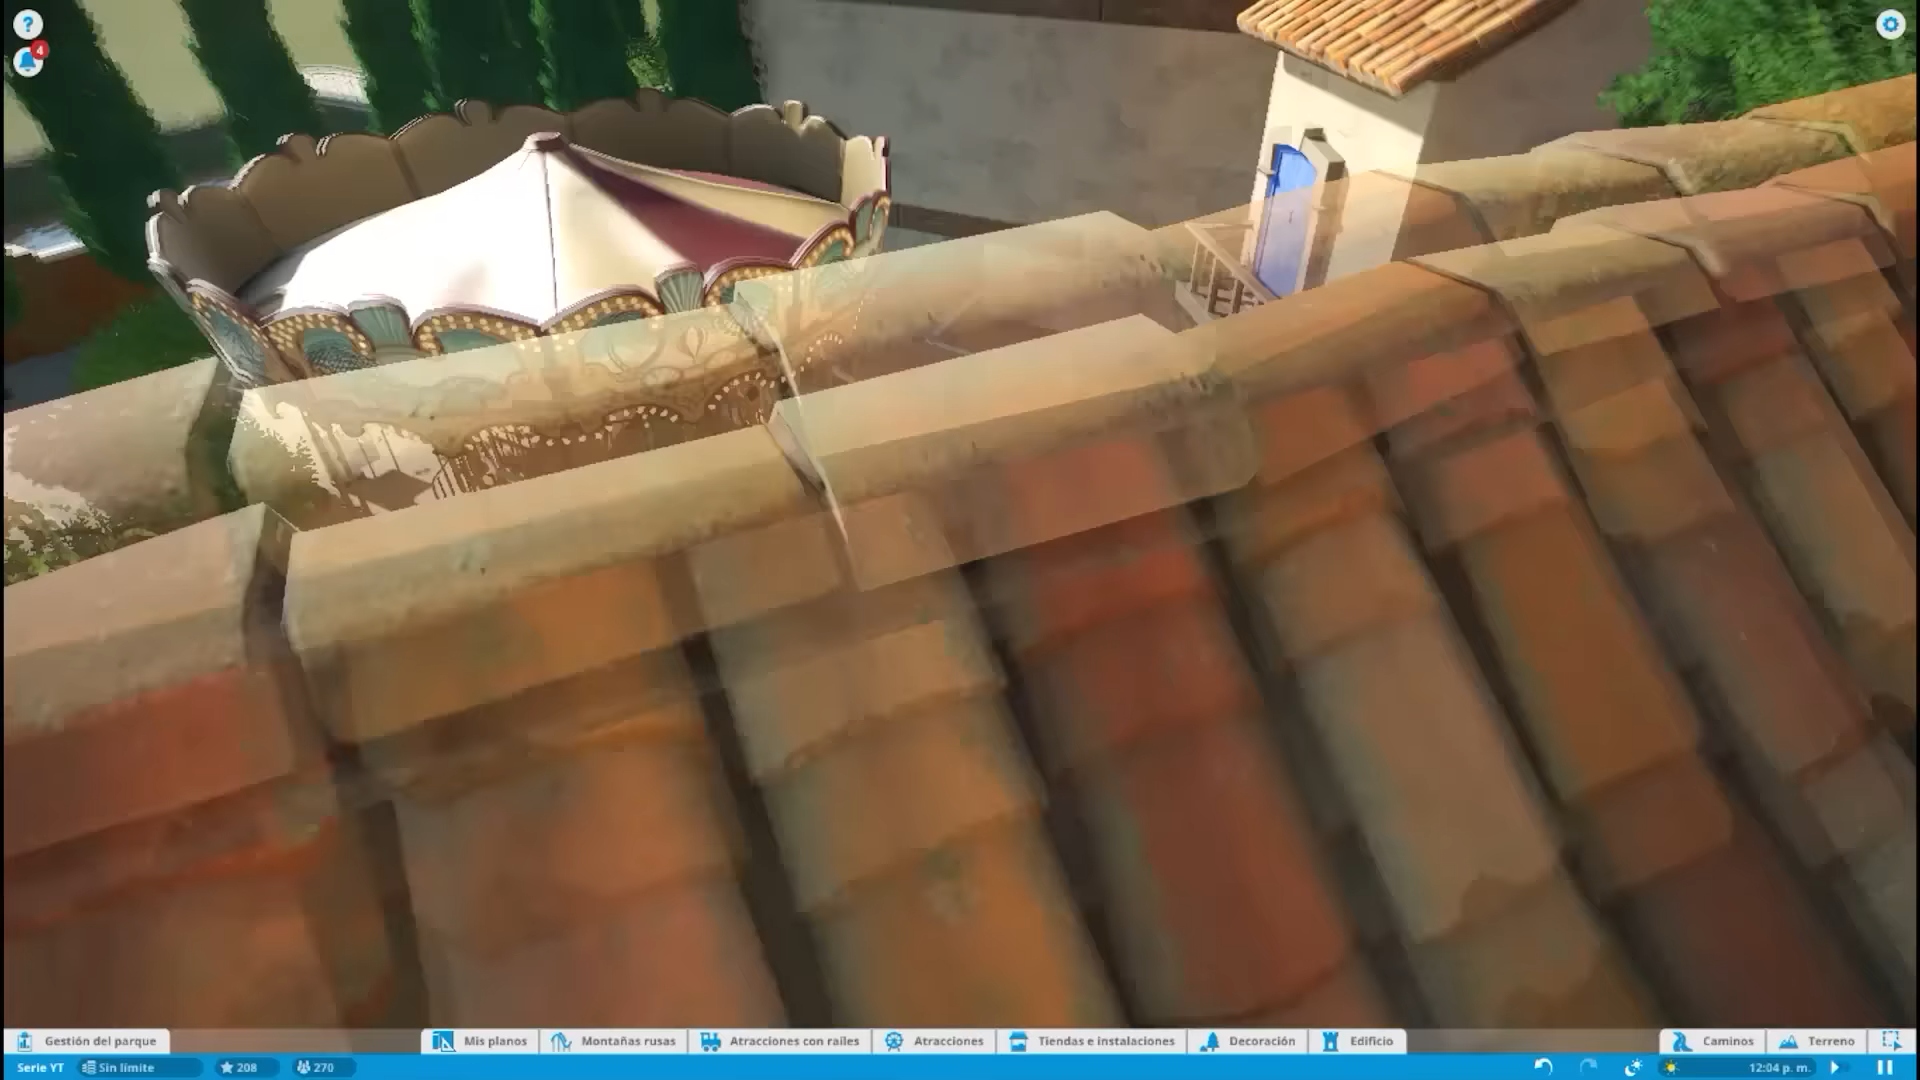 ?
4
Gestión del parque
Mis planos
Montañas rusas
Atracciones con railes
Atracciones
Tiendas e instalaciones
Decoración
Edificio
Caminos
Terreno
Serie YT
Sin límite
208
270
12:04 p. m.